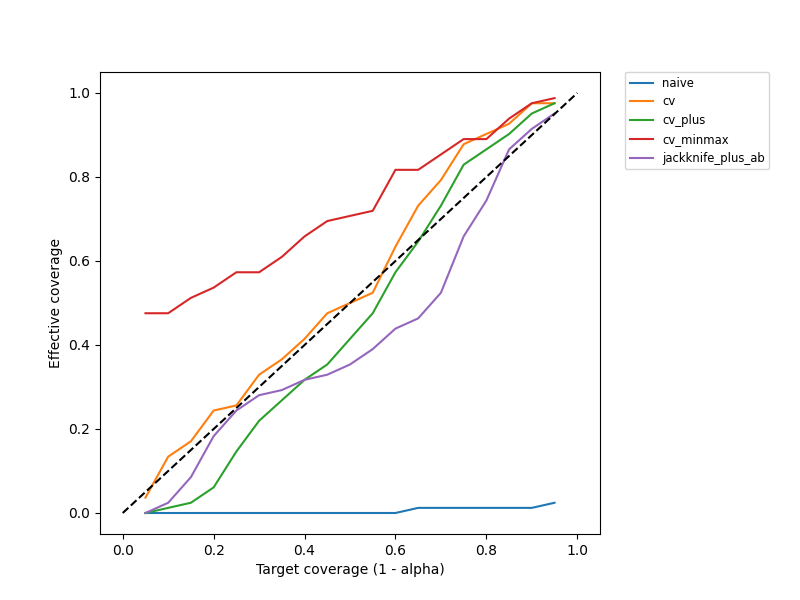 naive
cv
cv_plus
cv_minmax
jackknife_plus_ab
1.0
0.8
0.6
0.4
0.2
0.0
Effective coverage
0.0 0.2 0.4 0.6 0.8 1.0
Target coverage (1 - alpha)